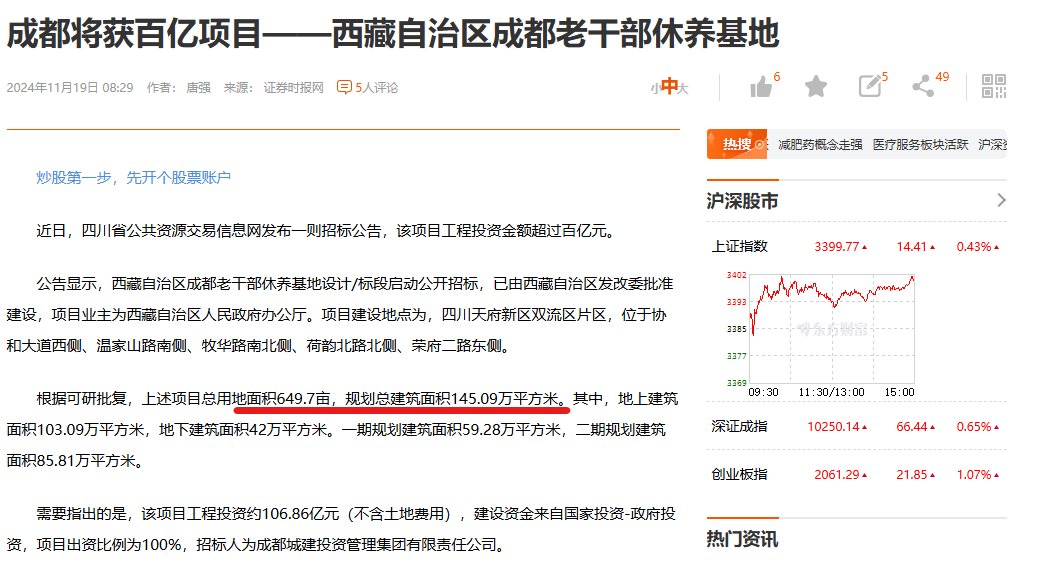 成都将获百亿项目——西藏自治区成都老干部休养基地
2024年11月19日 08:29 作者： 唐强 来源： 证券时报网 5人评论
小中大
6
5
49
炒股第一步，先开个股票账户
近日，四川省公共资源交易信息网发布一则招标公告，该项目工程投资金额超过百亿元。
公告显示，西藏自治区成都老干部休养基地设计/标段启动公开招标，已由西藏自治区发改委批准
建设，项目业主为西藏自治区人民政府办公厅。项目建设地点为，四川天府新区双流区片区，位于协
和大道西侧、温家山路南侧、牧华路南北侧、荷韵北路北侧、荣府二路东侧。
根据可研批复，上述项目总用地面积649.7亩，规划总建筑面积145.09万平方米。其中，地上建筑
面积103.09万平方米，地下建筑面积42万平方米。一期规划建筑面积59.28万平方米，二期规划建筑
面积85.81万平方米。
需要指出的是，该项目工程投资约106.86亿元（不含土地费用），建设资金来自国家投资-政府投
资，项目出资比例为100%，招标人为成都城建投资管理集团有限责任公司。
热搜 减肥药概念走强 医疗服务板块活跃 沪深
沪深股市
上证指数 3399.77 14.41 0.43%
3402
3393
3385
3377
3369
东方财富
09:30 11:30/13:00 15:00
深证成指 10250.14 66.44 0.65%
创业板指 2061.29 21.85 1.07%
热门资讯